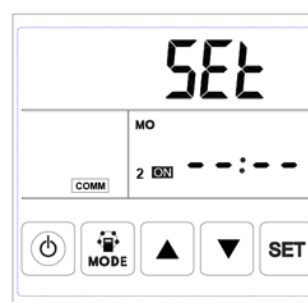 SEt
MO
2 ON --:--
COMM
MODE
SET